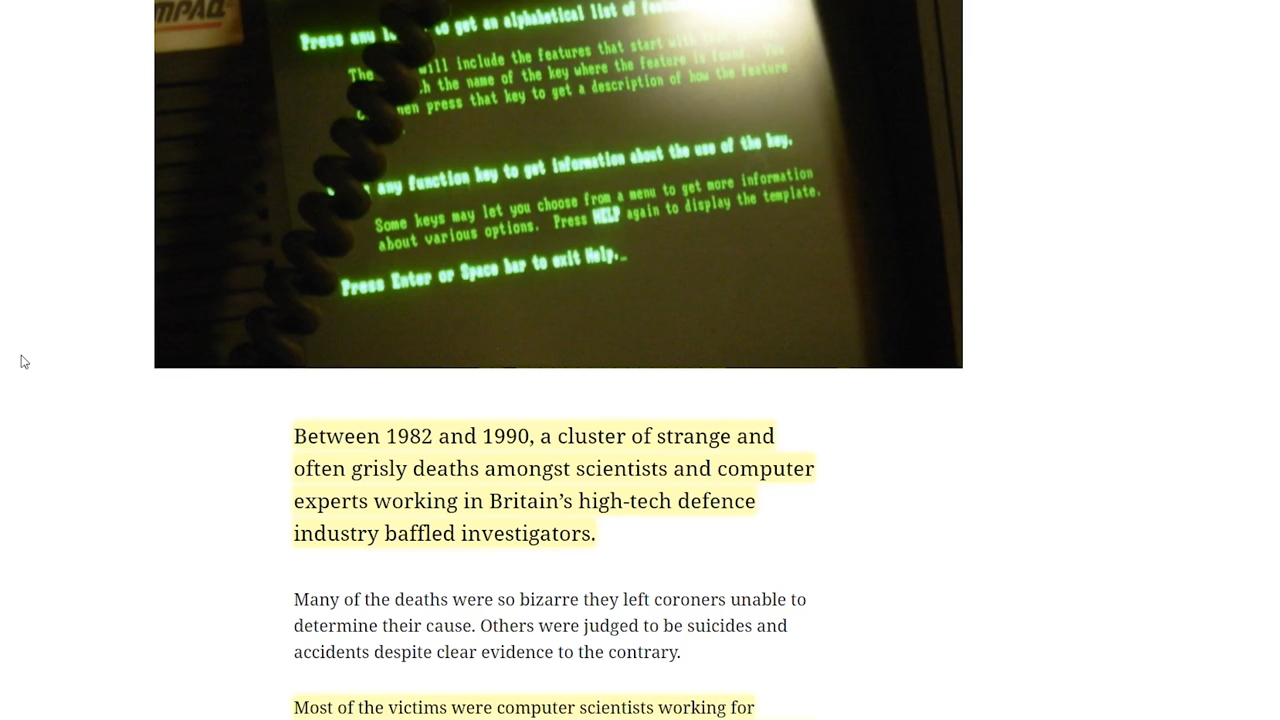 MPAQ
Press any to get an alphabetical list of
The will include the features that start with
the name of the key where the feature is found. You
then press that key to get a description of how the feature
any function key to get information about the use of the key.
Some keys may let you choose from a menu to get more information
about various options. Press HELP again to display the template.
Press Enter or Space bar to exit Help._
Between 1982 and 1990, a cluster of strange and
often grisly deaths amongst scientists and computer
experts working in Britain’s high-tech defence
industry baffled investigators.
Many of the deaths were so bizarre they left coroners unable to
determine their cause. Others were judged to be suicides and
accidents despite clear evidence to the contrary.
Most of the victims were computer scientists working for